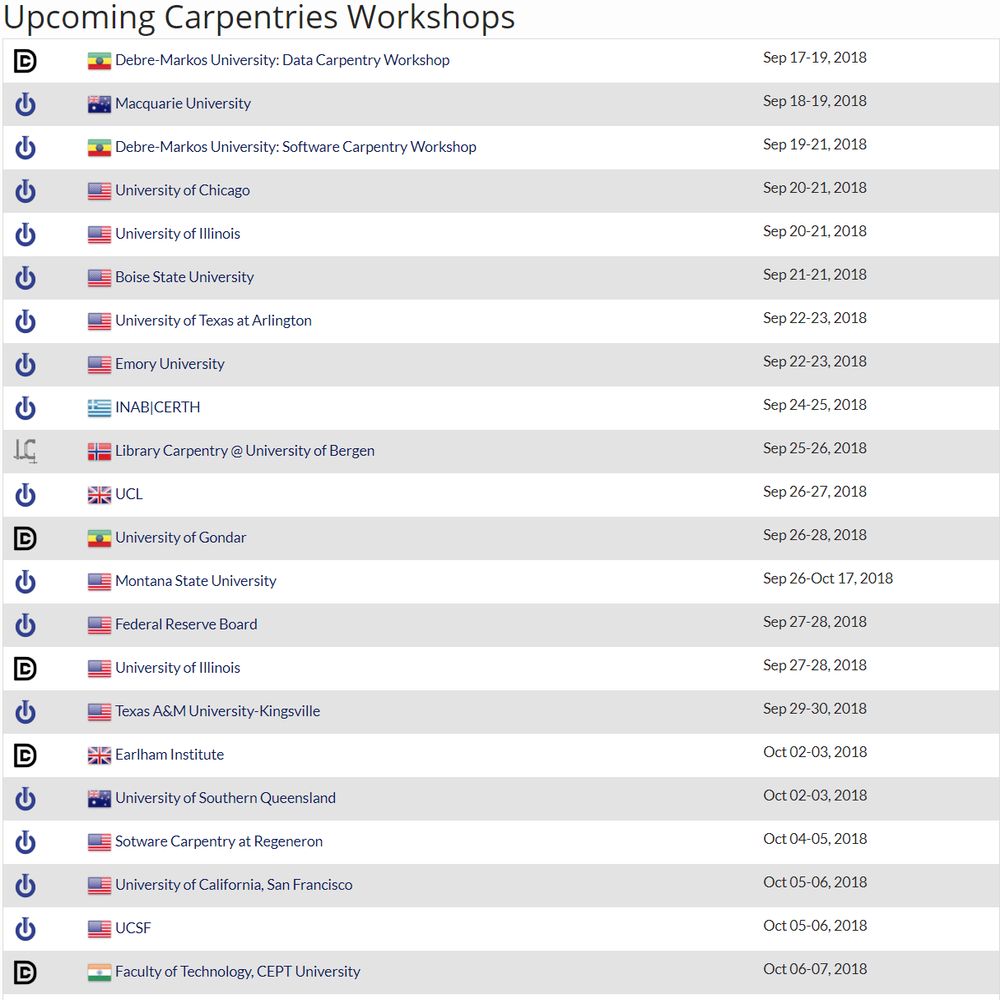 Upcoming Carpentries Workshops
Debre-Markos University: Data Carpentry Workshop Sep 17-19, 2018
Macquarie University Sep 18-19, 2018
Debre-Markos University: Software Carpentry Workshop Sep 19-21, 2018
University of Chicago Sep 20-21, 2018
University of Illinois Sep 20-21, 2018
Boise State University Sep 21-21, 2018
University of Texas at Arlington Sep 22-23, 2018
Emory University Sep 22-23, 2018
INAB|CERTH Sep 24-25, 2018
Library Carpentry @ University of Bergen Sep 25-26, 2018
UCL Sep 26-27, 2018
University of Gondar Sep 26-28, 2018
Montana State University Sep 26-Oct 17, 2018
Federal Reserve Board Sep 27-28, 2018
University of Illinois Sep 27-28, 2018
Texas A&M University-Kingsville Sep 29-30, 2018
Earlham Institute Oct 02-03, 2018
University of Southern Queensland Oct 02-03, 2018
Sotware Carpentry at Regeneron Oct 04-05, 2018
University of California, San Francisco Oct 05-06, 2018
UCSF Oct 05-06, 2018
Faculty of Technology, CEPT University Oct 06-07, 2018